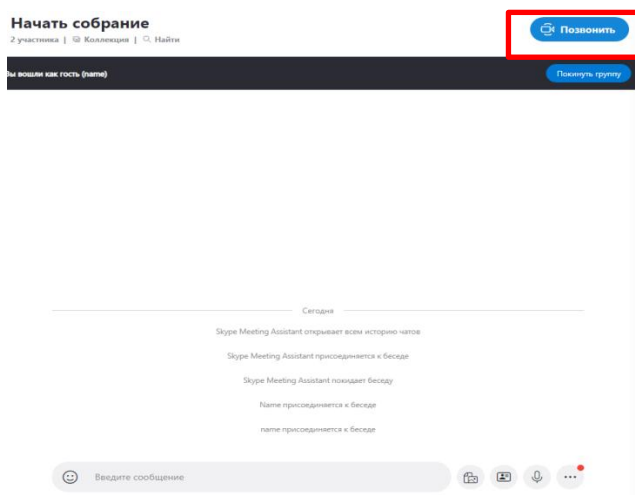 Начать собрание
Позвонить
2 участника | Коллекция | Найти
Вы вошли как гость (name)
Покинуть группу
Сегодня
Skype Meeting Assistant открывает всем историю чатов
Skype Meeting Assistant присоединяется к беседе
Skype Meeting Assistant покидает беседу
Name присоединяется к беседе
name присоединяется к беседе
Введите сообщение